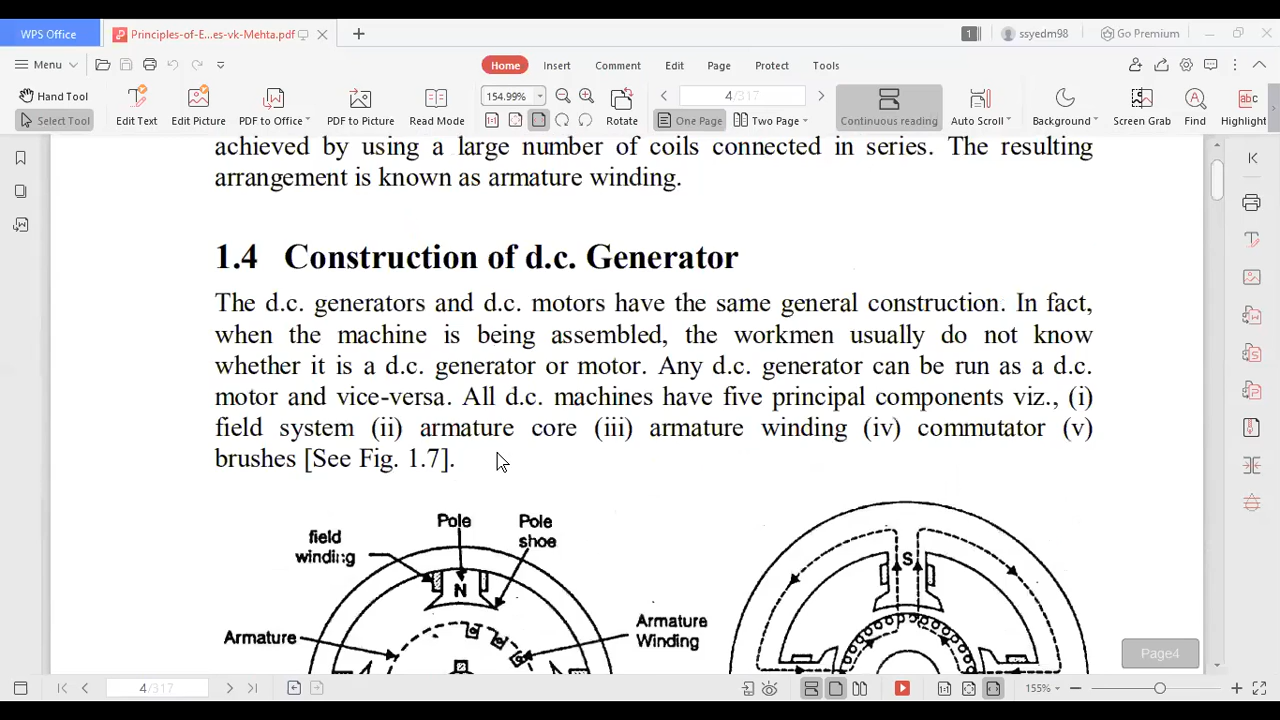 WPS Office
Principles-of-E...es-vk-Mehta.pdf
1
ssyedm98
Go Premium
Menu
Home
Insert
Comment
Edit
Page
Protect
Tools
Hand Tool
Select Tool
Edit Text
Edit Picture
PDF to Office
PDF to Picture
Read Mode
154.99%
Rotate
4/317
One Page
Two Page
Continuous reading
Auto Scroll
Background
Screen Grab
Find
Highlight
achieved by using a large number of coils connected in series. The resulting
arrangement is known as armature winding.
1.4 Construction of d.c. Generator
The d.c. generators and d.c. motors have the same general construction. In fact,
when the machine is being assembled, the workmen usually do not know
whether it is a d.c. generator or motor. Any d.c. generator can be run as a d.c.
motor and vice-versa. All d.c. machines have five principal components viz., (i)
field system (ii) armature core (iii) armature winding (iv) commutator (v)
brushes [See Fig. 1.7].
field
winding
Pole
Pole
shoe
N
Armature
Armature
Winding
S
Page4
4/317
155%